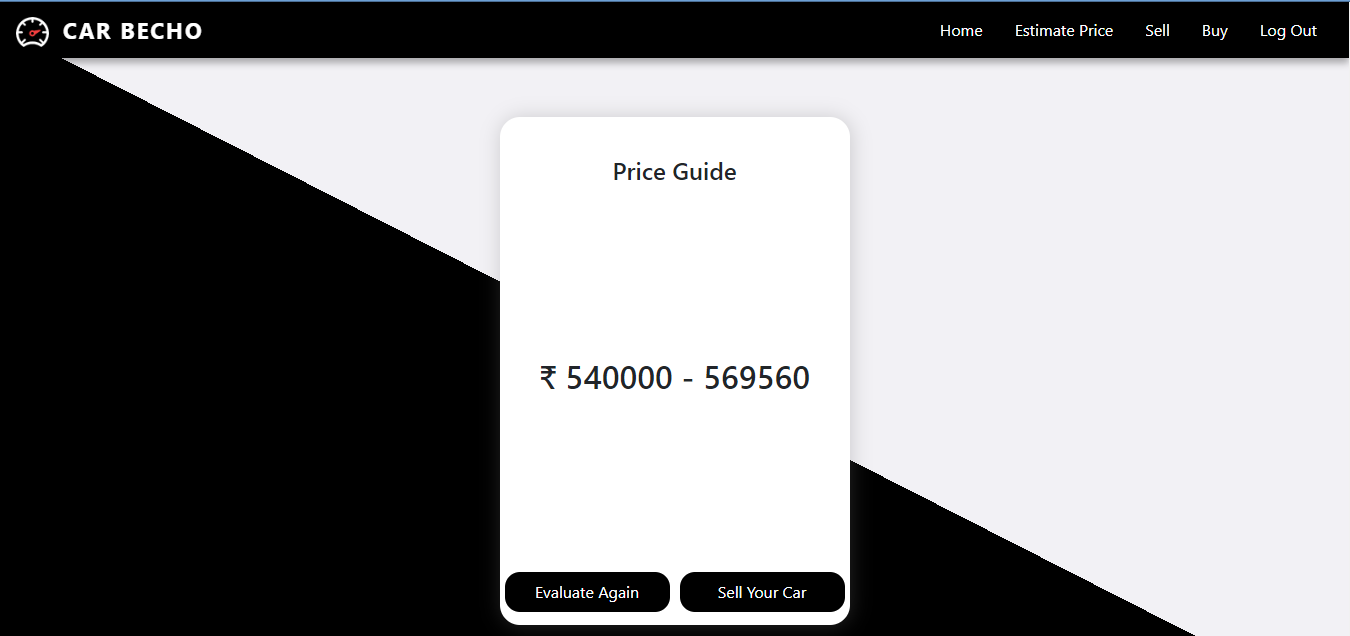 CAR BECHO
Home Estimate Price Sell Buy Log Out
Price Guide
₹ 540000 - 569560
Evaluate Again Sell Your Car